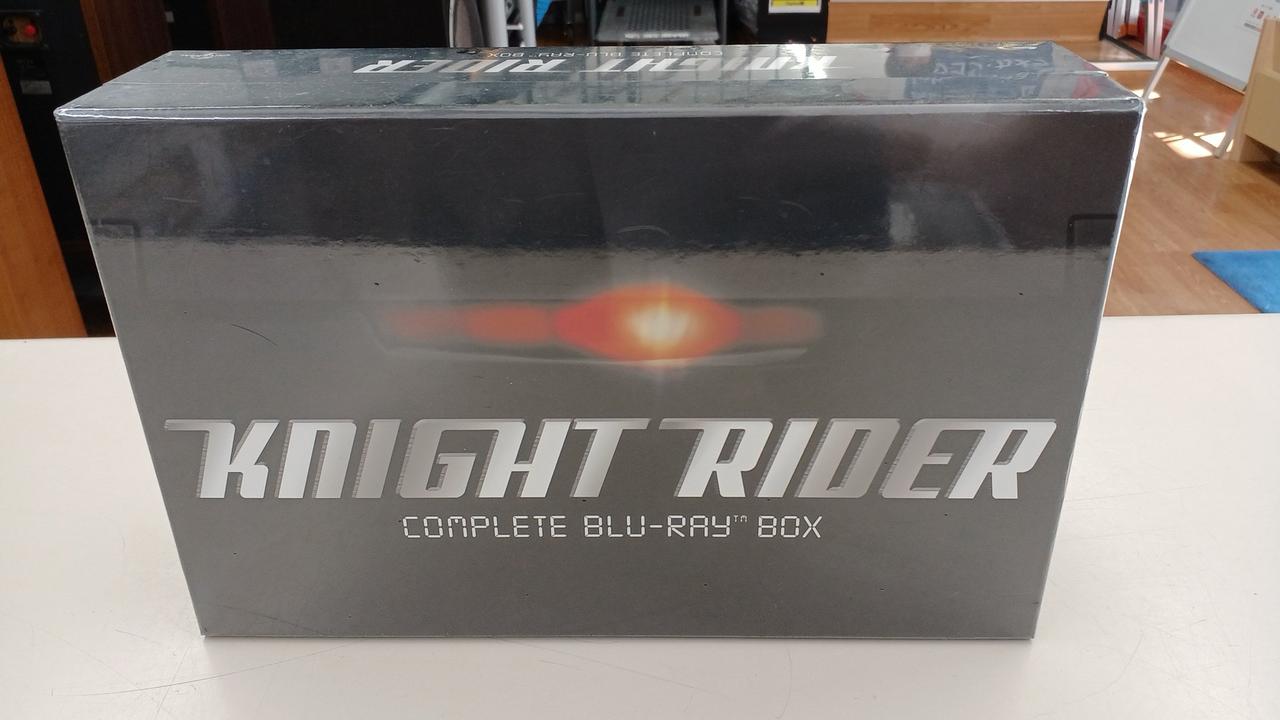 KNIGHT RIDER
COMPLETE BLU-RAY BOX
KNIGHT RIDER
COMPLETE BLU-RAY™ BOX